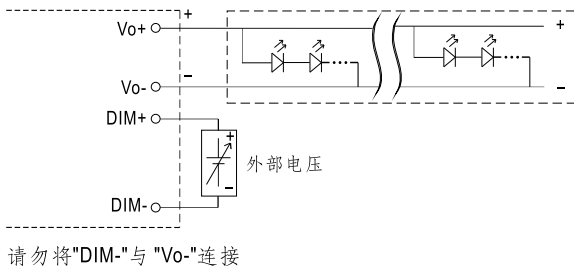 Vo+
+
+
Vo-
−
−
DIM+
+
外部电压
−
DIM-
请勿将"DIM-"与 "Vo-"连接